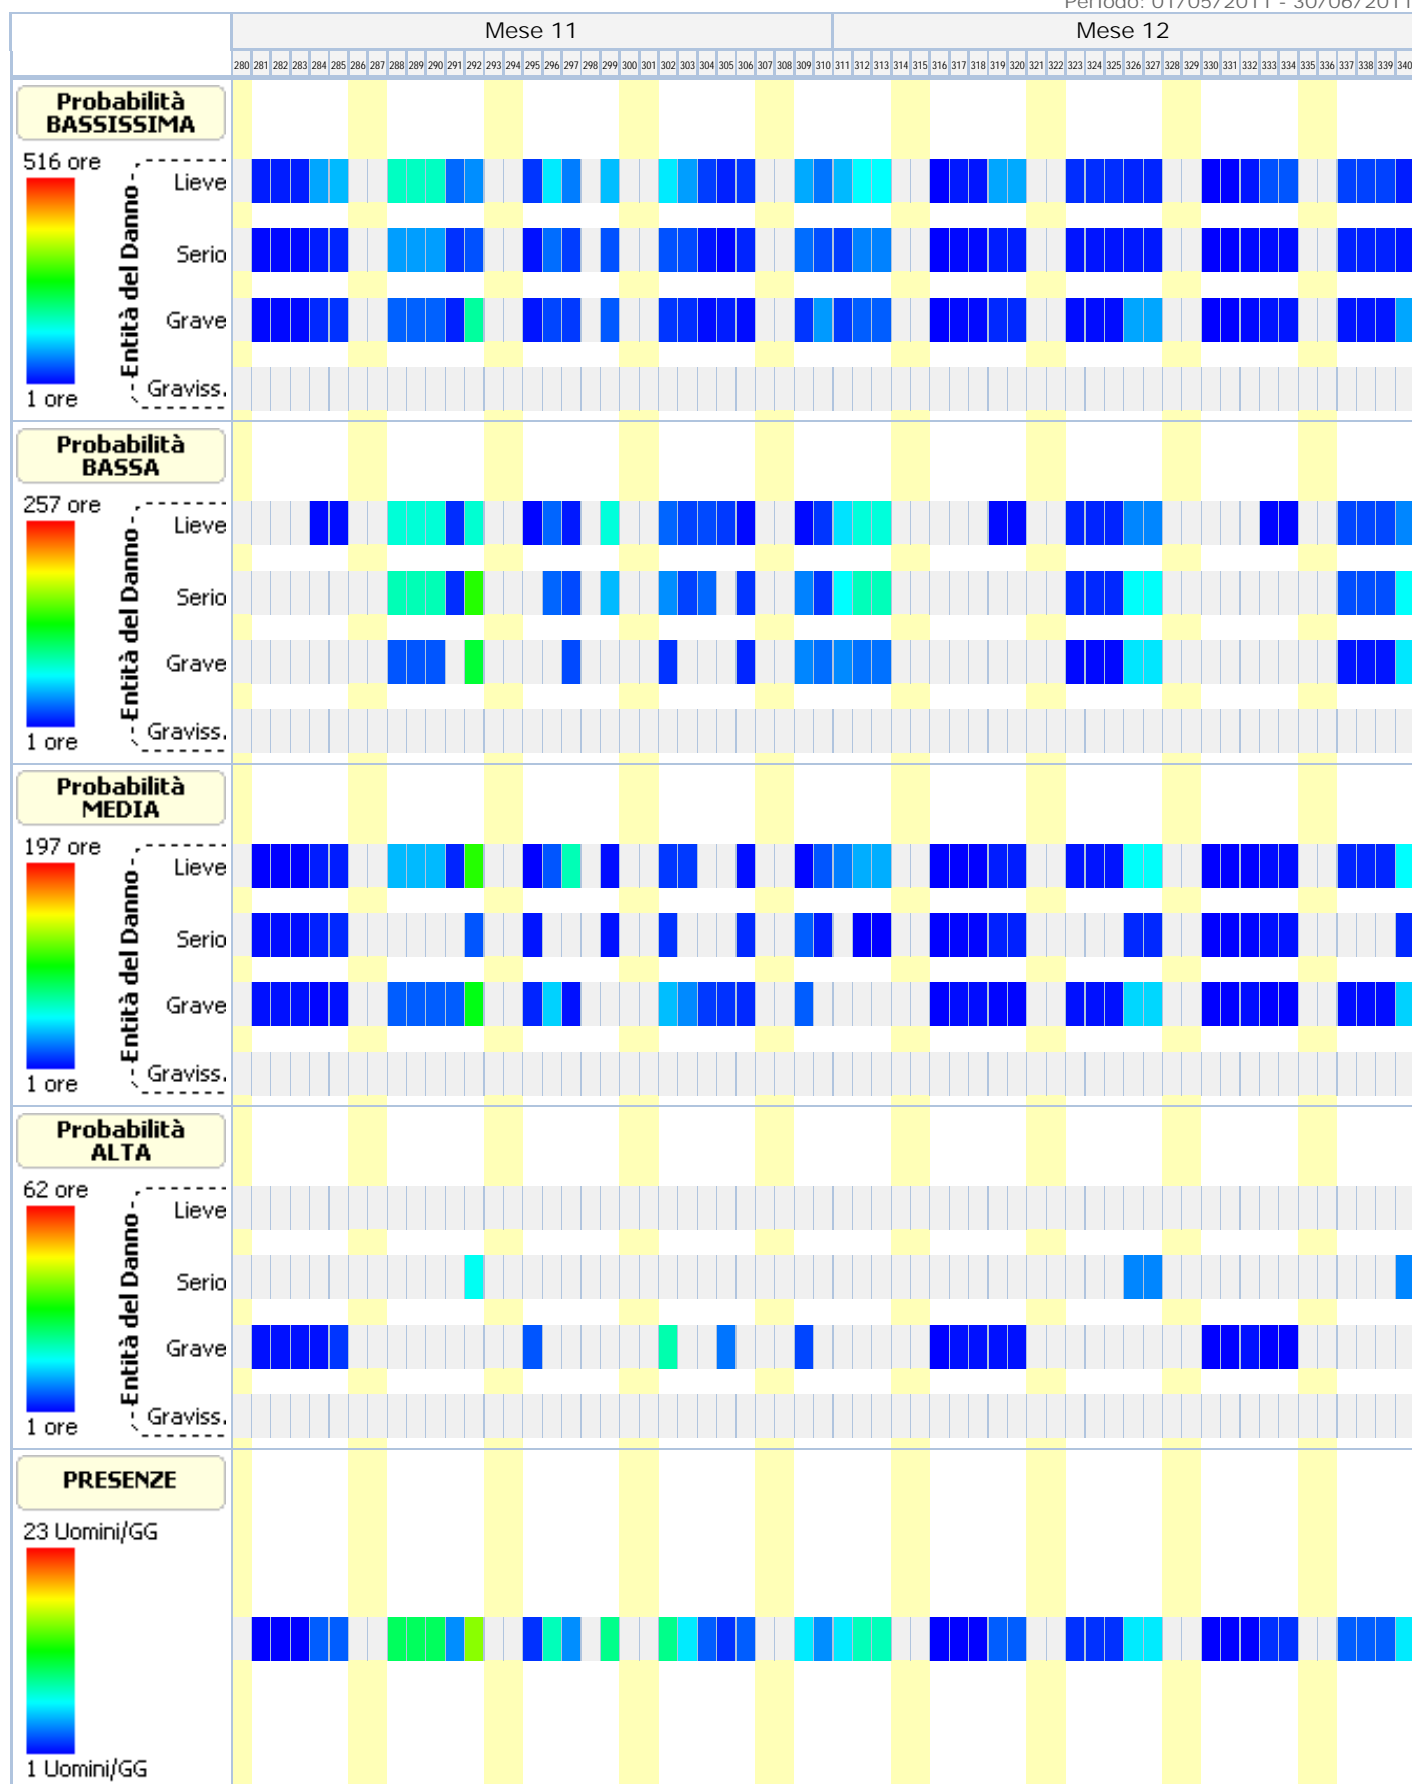 Periodo: 01/05/2011 - 30/06/2011
Mese 11 Mese 12
280 281 282 283 284 285 286 287 288 289 290 291 292 293 294 295 296 297 298 299 300 301 302 303 304 305 306 307 308 309 310 311 312 313 314 315 316 317 318 319 320 321 322 323 324 325 326 327 328 329 330 331 332 333 334 335 336 337 338 339 340
Probabilità
BASSISSIMA
516 ore
1 ore
Entità del Danno
Lieve
Serio
Grave
Graviss.
Probabilità
BASSA
257 ore
1 ore
Entità del Danno
Lieve
Serio
Grave
Graviss.
Probabilità
MEDIA
197 ore
1 ore
Entità del Danno
Lieve
Serio
Grave
Graviss.
Probabilità
ALTA
62 ore
1 ore
Entità del Danno
Lieve
Serio
Grave
Graviss.
PRESENZE
23 Uomini/GG
1 Uomini/GG